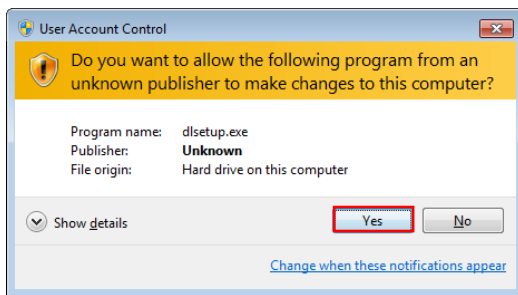 User Account Control
Do you want to allow the following program from an
unknown publisher to make changes to this computer?
Program name: dlsetup.exe
Publisher: Unknown
File origin: Hard drive on this computer
Show details Yes No
Change when these notifications appear